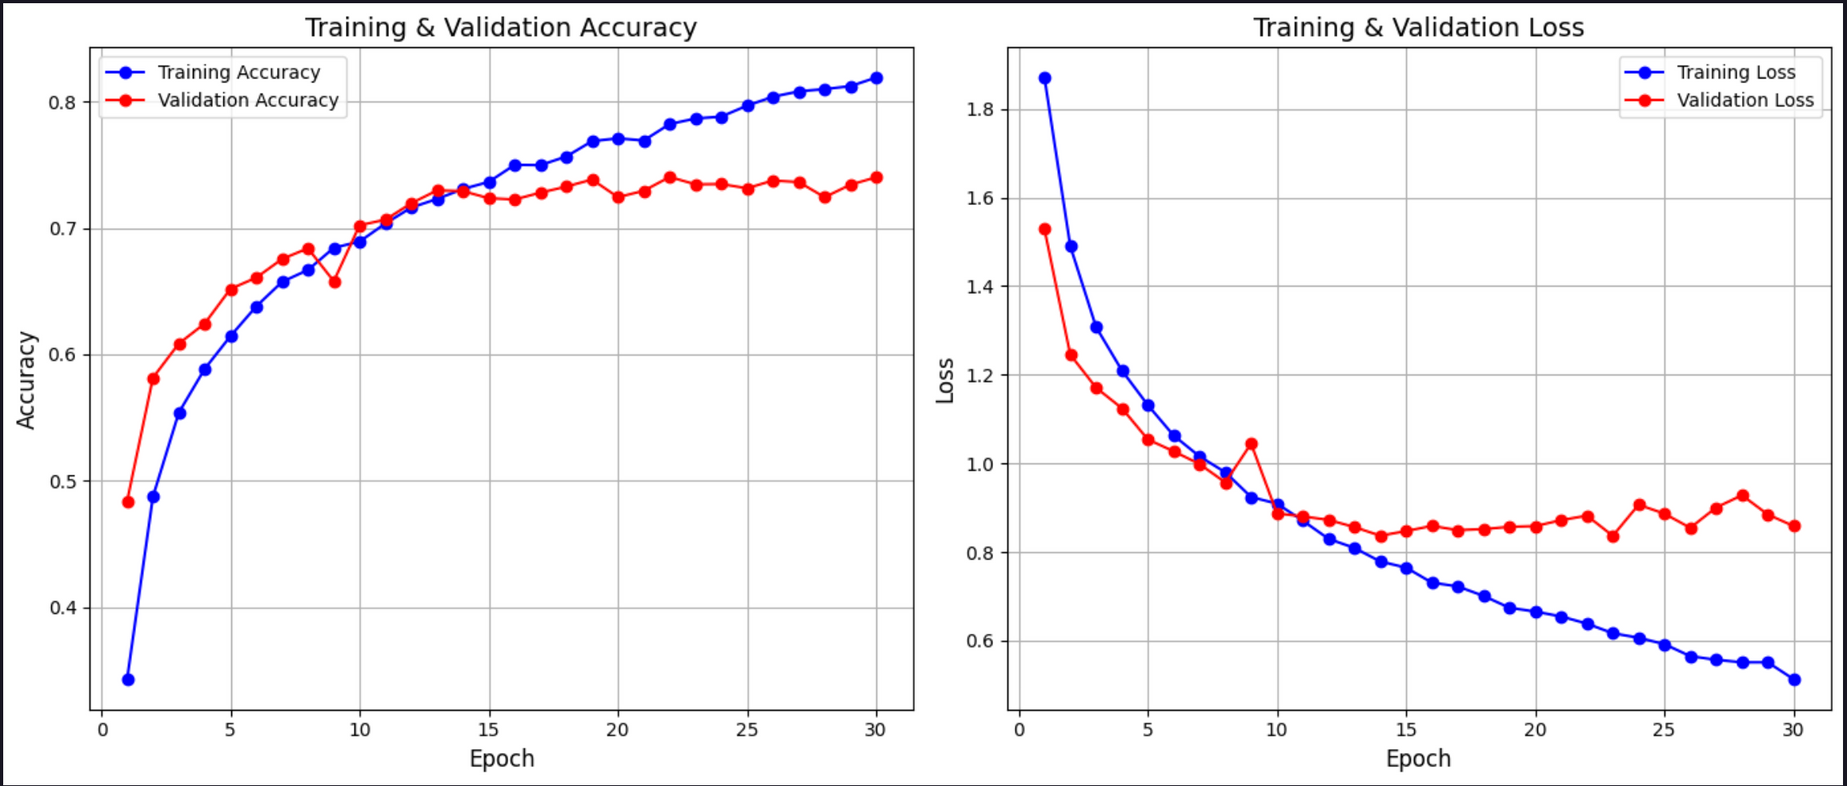 Training & Validation Accuracy
Training Accuracy
Validation Accuracy
0.8
0.7
0.6
0.5
0.4
Accuracy
0 5 10 15 20 25 30
Epoch
Training & Validation Loss
Training Loss
Validation Loss
1.8
1.6
1.4
1.2
1.0
0.8
0.6
Loss
0 5 10 15 20 25 30
Epoch